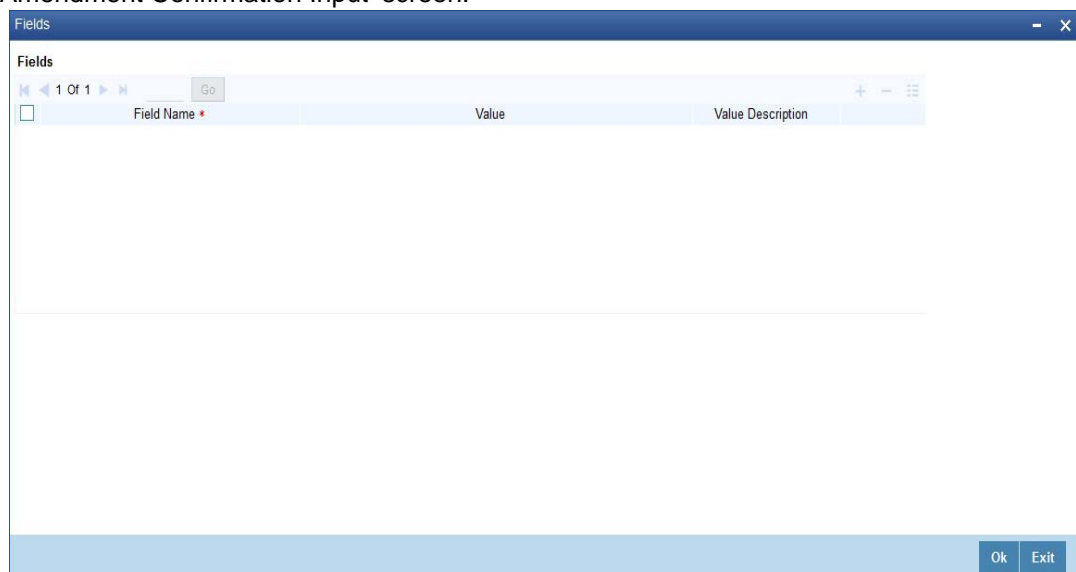 Amendment Confirmation Input' screen.
Fields
Fields
1 Of 1 Go
Field Name * Value Value Description
Ok Exit